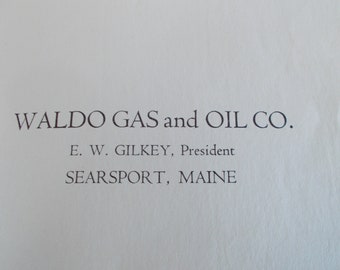 WALDO GAS and OIL CO.
E. W. GILKEY, President
SEARSPORT, MAINE